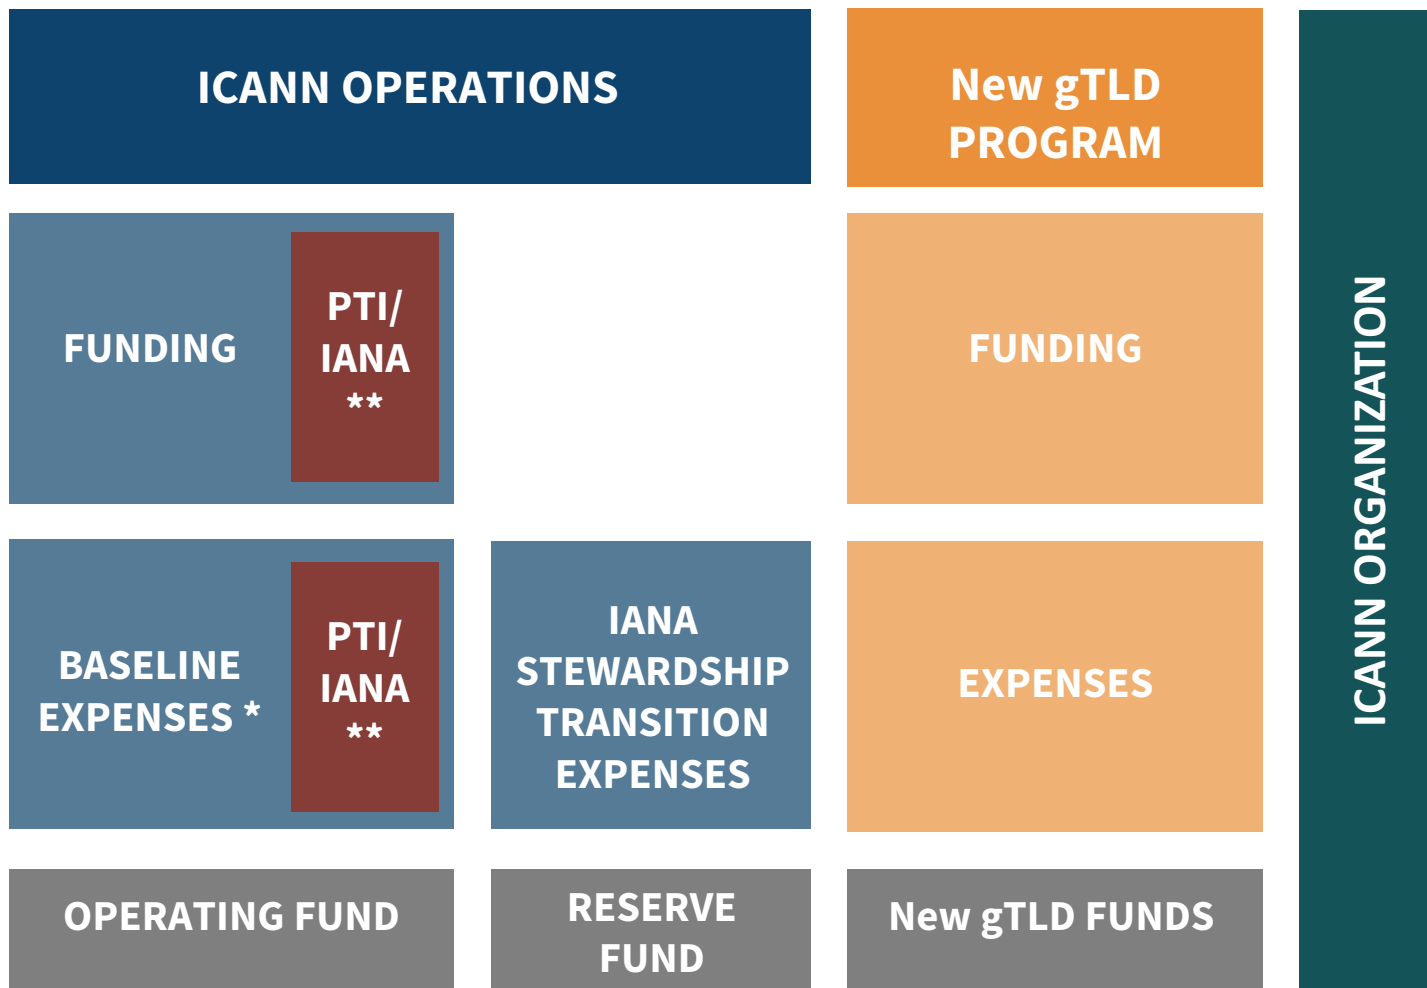 ICANN OPERATIONS
New gTLD
PROGRAM
FUNDING
PTI/
IANA
**
FUNDING
BASELINE
EXPENSES *
PTI/
IANA
**
IANA
STEWARDSHIP
TRANSITION
EXPENSES
EXPENSES
OPERATING FUND
RESERVE
FUND
New gTLD FUNDS
ICANN ORGANIZATION